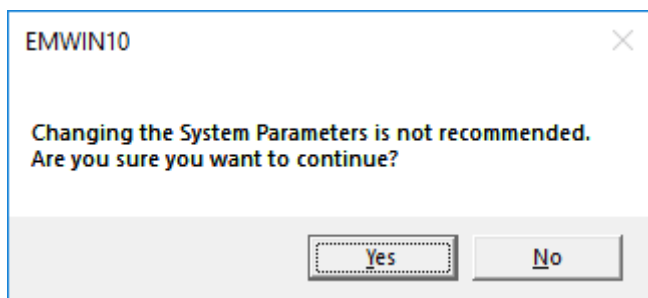 EMWIN10
Changing the System Parameters is not recommended.
Are you sure you want to continue?
Yes
No